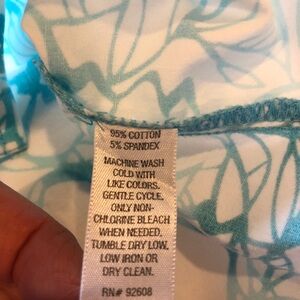 95% COTTON
5% SPANDEX
MACHINE WASH
COLD WITH
LIKE COLORS.
GENTLE CYCLE.
ONLY NON-
CHLORINE BLEACH
WHEN NEEDED,
TUMBLE DRY LOW,
LOW IRON OR
DRY CLEAN.
RN# 92608